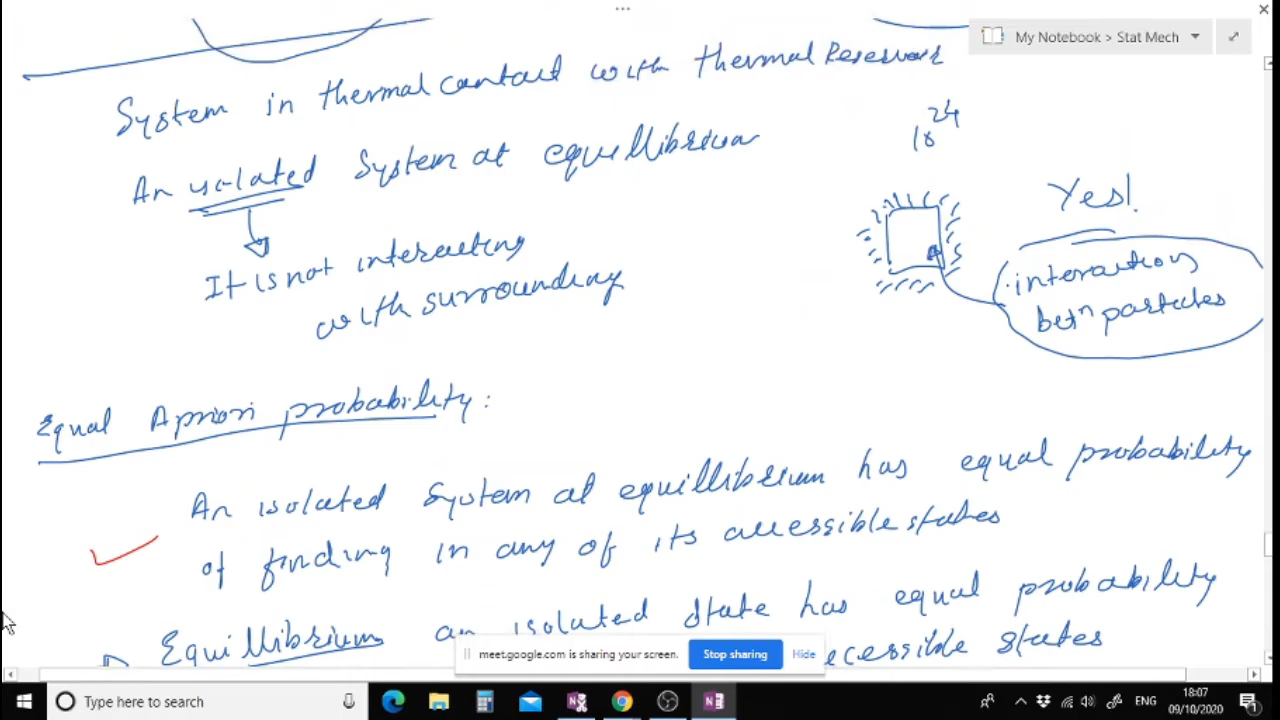 My Notebook > Stat Mech
System in thermal contact with thermal Reservoir
10^24
An isolated system at equillibrium
Yes!
It is not interacting
with surrounding
interaction
betn particles
Equal Apriori probability:
An isolated system at equillibrium has equal probability
of finding in any of its accessible states
Equillibrium an isolated state has equal probability
accessible states
meet.google.com is sharing your screen. Stop sharing Hide
Type here to search
ENG
18:07
09/10/2020
1